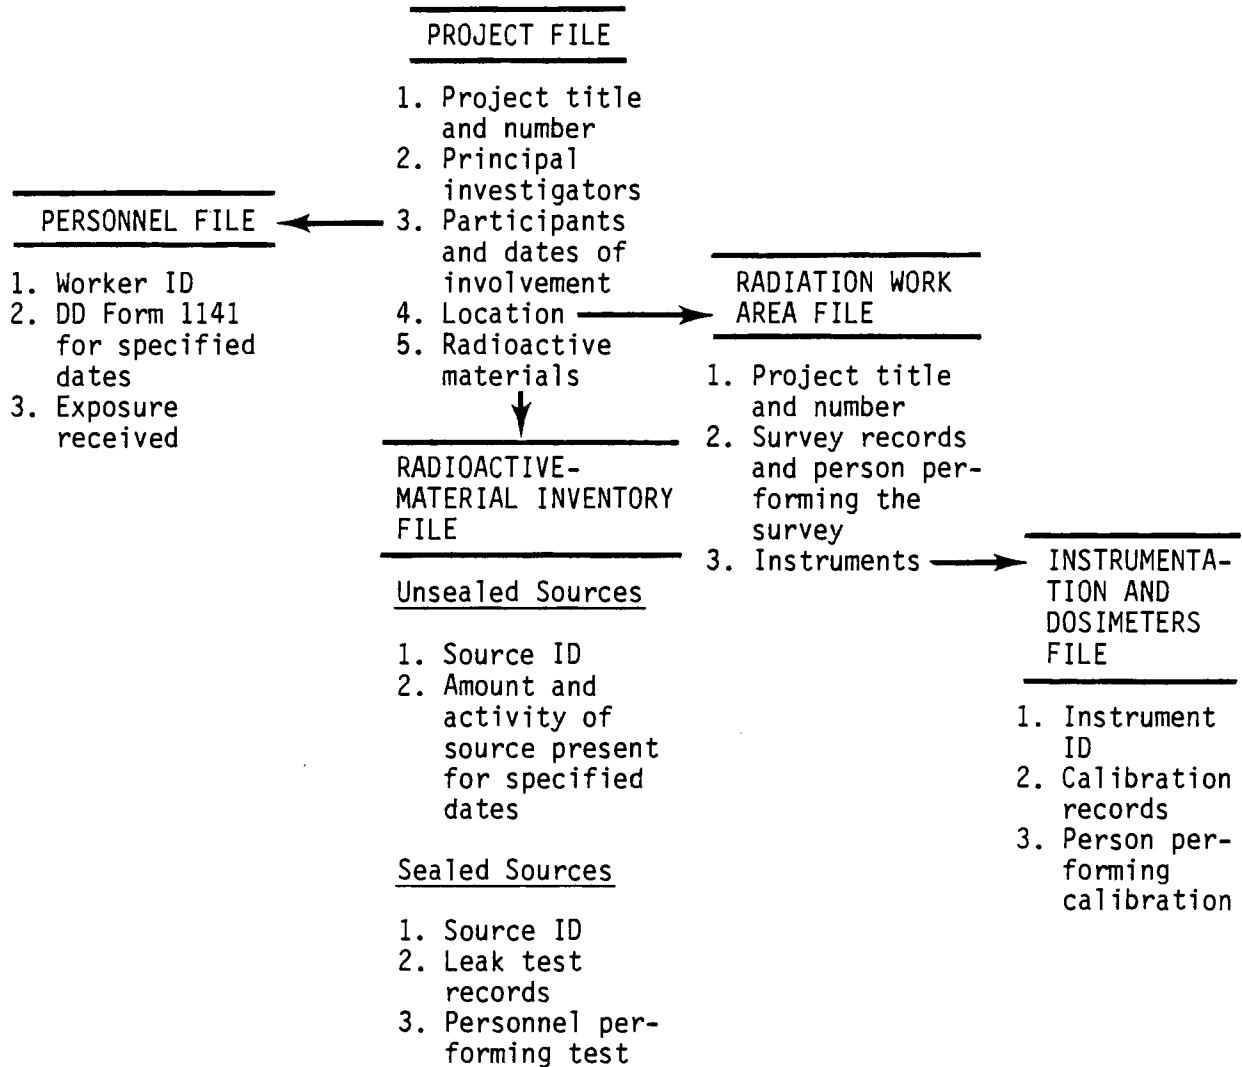 PROJECT FILE
1. Project title
and number
2. Principal
investigators
3. Participants
and dates of
involvement
4. Location
5. Radioactive
materials
PERSONNEL FILE
1. Worker ID
2. DD Form 1141
for specified
dates
3. Exposure
received
RADIATION WORK
AREA FILE
1. Project title
and number
2. Survey records
and person per-
forming the
survey
3. Instruments
RADIOACTIVE-
MATERIAL INVENTORY
FILE
Unsealed Sources
1. Source ID
2. Amount and
activity of
source present
for specified
dates
Sealed Sources
1. Source ID
2. Leak test
records
3. Personnel per-
forming test
INSTRUMENTA-
TION AND
DOSIMETERS
FILE
1. Instrument
ID
2. Calibration
records
3. Person per-
forming
calibration